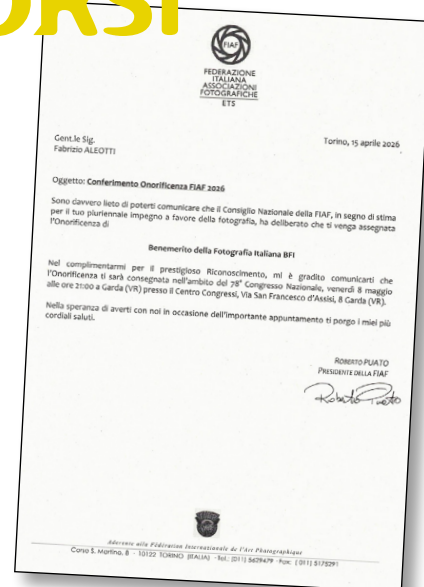 ORSI
FIAF
FEDERAZIONE
ITALIANA
ASSOCIAZIONI
FOTOGRAFICHE
ETS
Gent.le Sig.
Fabrizio ALEOTTI
Torino, 15 aprile 2026
Oggetto: Conferimento Onorificenza FIAF 2026
Sono davvero lieto di poterti comunicare che il Consiglio Nazionale della FIAF, in segno di stima
per il tuo pluriennale impegno a favore della fotografia, ha deliberato che ti venga assegnata
l'Onorificenza di
Benemerito della Fotografia Italiana BFI
Nel complimentarmi per il prestigioso Riconoscimento, mi è gradito comunicarti che
l'Onorificenza ti sarà consegnata nell'ambito del 78° Congresso Nazionale, venerdì 8 maggio
alle ore 21:00 a Garda (VR) presso il Centro Congressi, Via San Francesco d'Assisi, 8 Garda (VR).
Nella speranza di averti con noi in occasione dell'importante appuntamento ti porgo i miei più
cordiali saluti.
ROBERTO PUATO
PRESIDENTE DELLA FIAF
Roberto Puato
Aderente alla Fédération Internationale de l'Art Photographique
Corso S. Martino, 8 - 10122 TORINO (ITALIA) -Tel.: (011) 5629479 -Fax: (011) 5175291